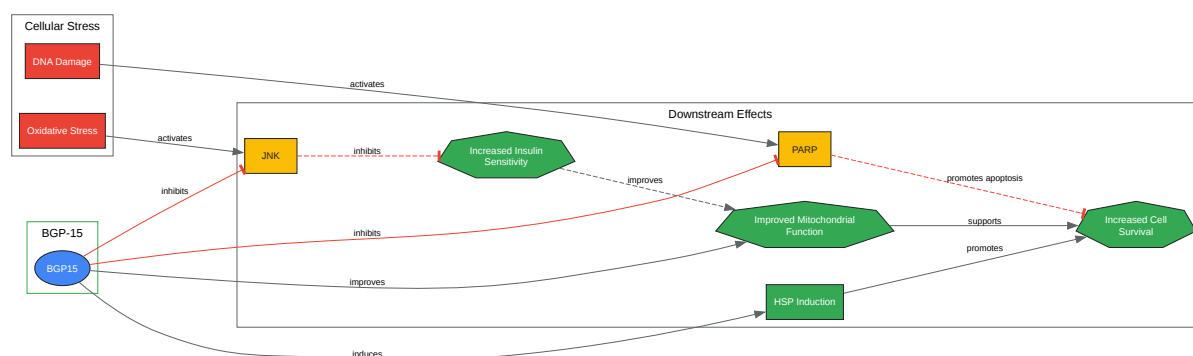 Cellular Stress
DNA Damage
activates
Downstream Effects
Oxidative Stress
activates
JNK
inhibits
Increased Insulin
Sensitivity
PARP
improves
promotes apoptosis
inhibits
BGP-15
BGP15
inhibits
Improved Mitochondrial
Function
supports
Increased Cell
Survival
promotes
improves
HSP Induction
induces